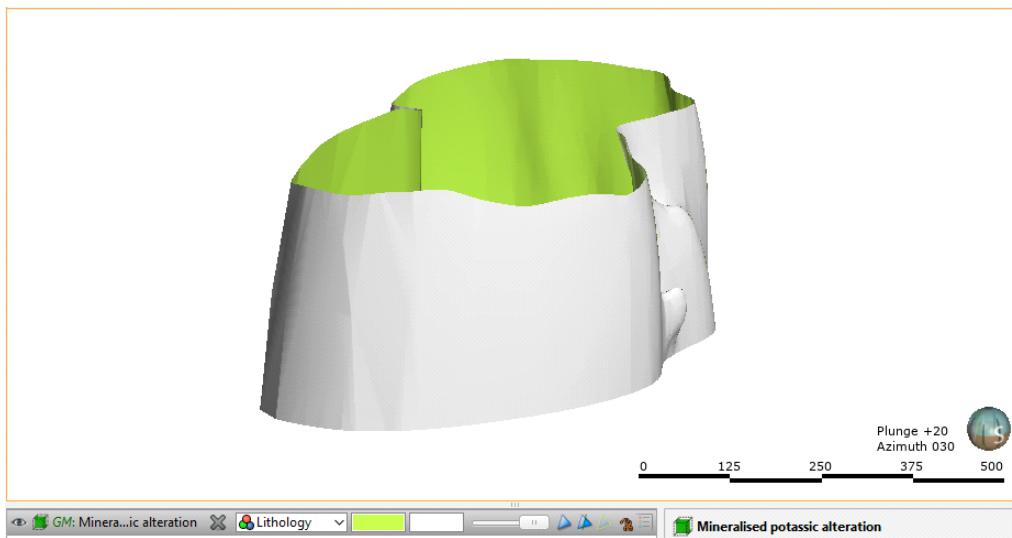 Plunge +20
Azimuth 030
S
0 125 250 375 500
GM: Minera...ic alteration Lithology
Mineralised potassic alteration